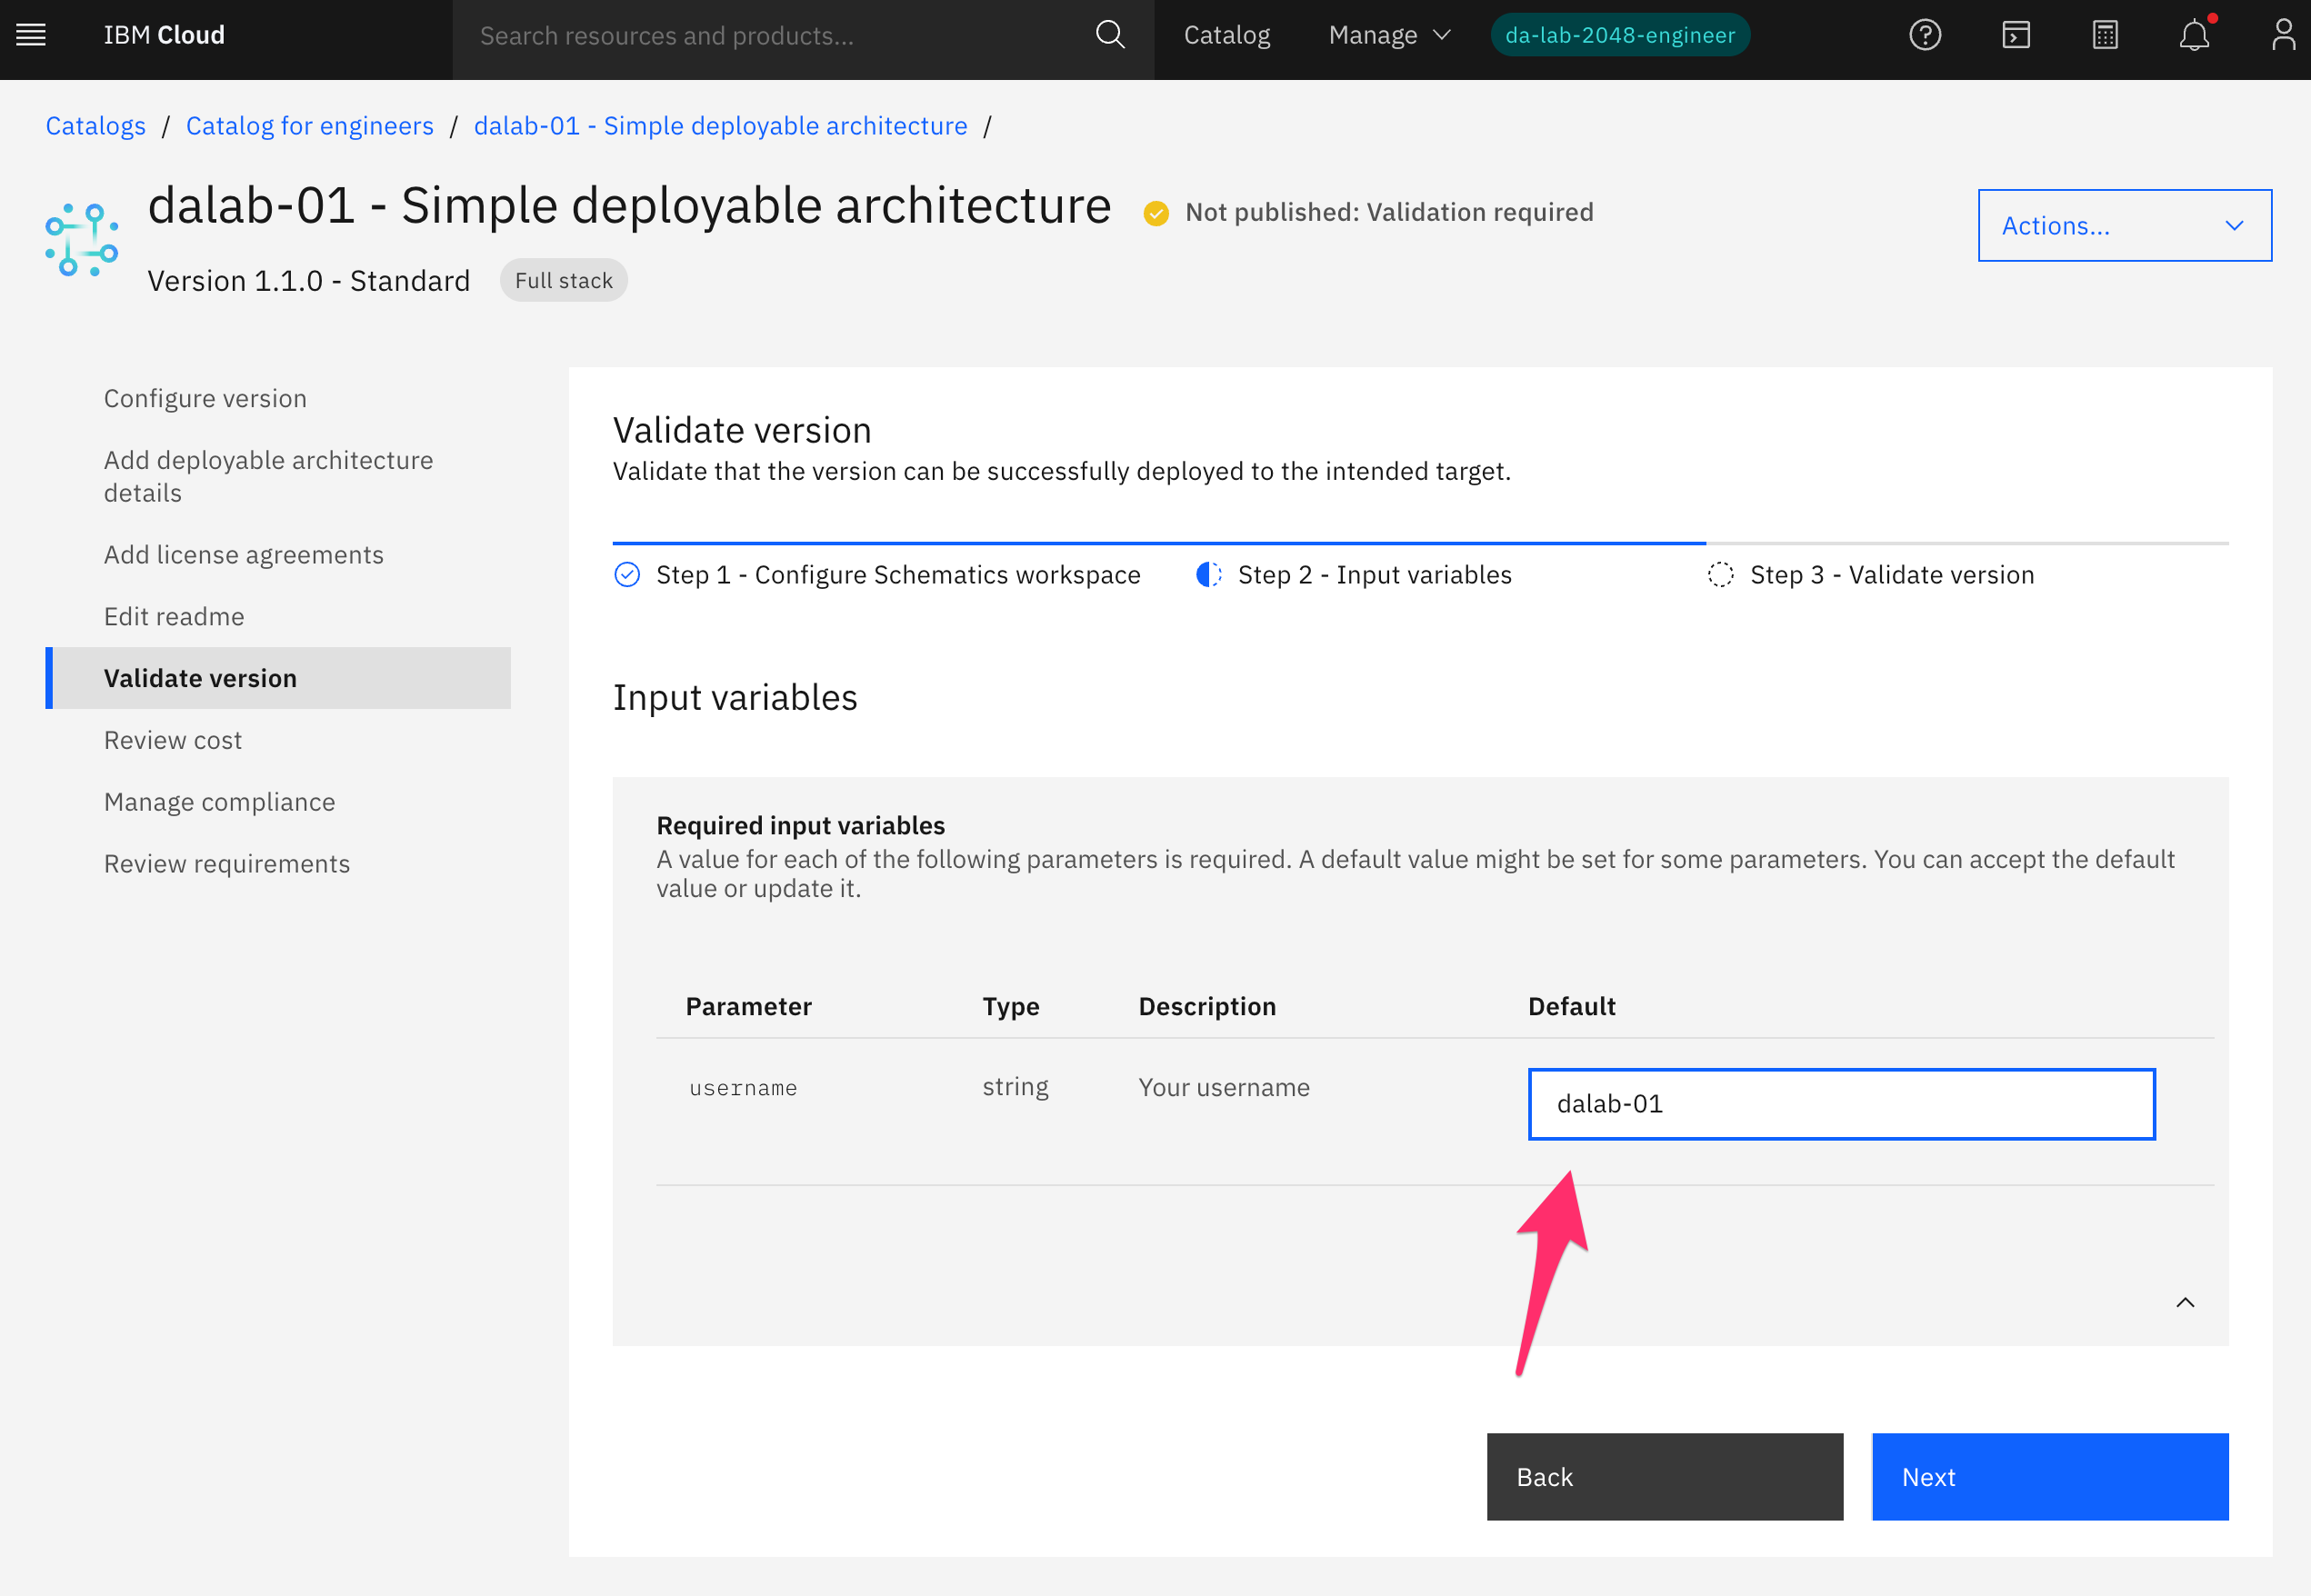 IBM Cloud
Search resources and products...
Catalog
Manage
da-lab-2048-engineer
Catalogs / Catalog for engineers / dalab-01 - Simple deployable architecture /
dalab-01 - Simple deployable architecture
Not published: Validation required
Actions...
Version 1.1.0 - Standard
Full stack
Configure version
Add deployable architecture
details
Add license agreements
Edit readme
Validate version
Review cost
Manage compliance
Review requirements
Validate version
Validate that the version can be successfully deployed to the intended target.
Step 1 - Configure Schematics workspace
Step 2 - Input variables
Step 3 - Validate version
Input variables
Required input variables
A value for each of the following parameters is required. A default value might be set for some parameters. You can accept the default
value or update it.
Parameter Type Description Default
username string Your username dalab-01
Back
Next